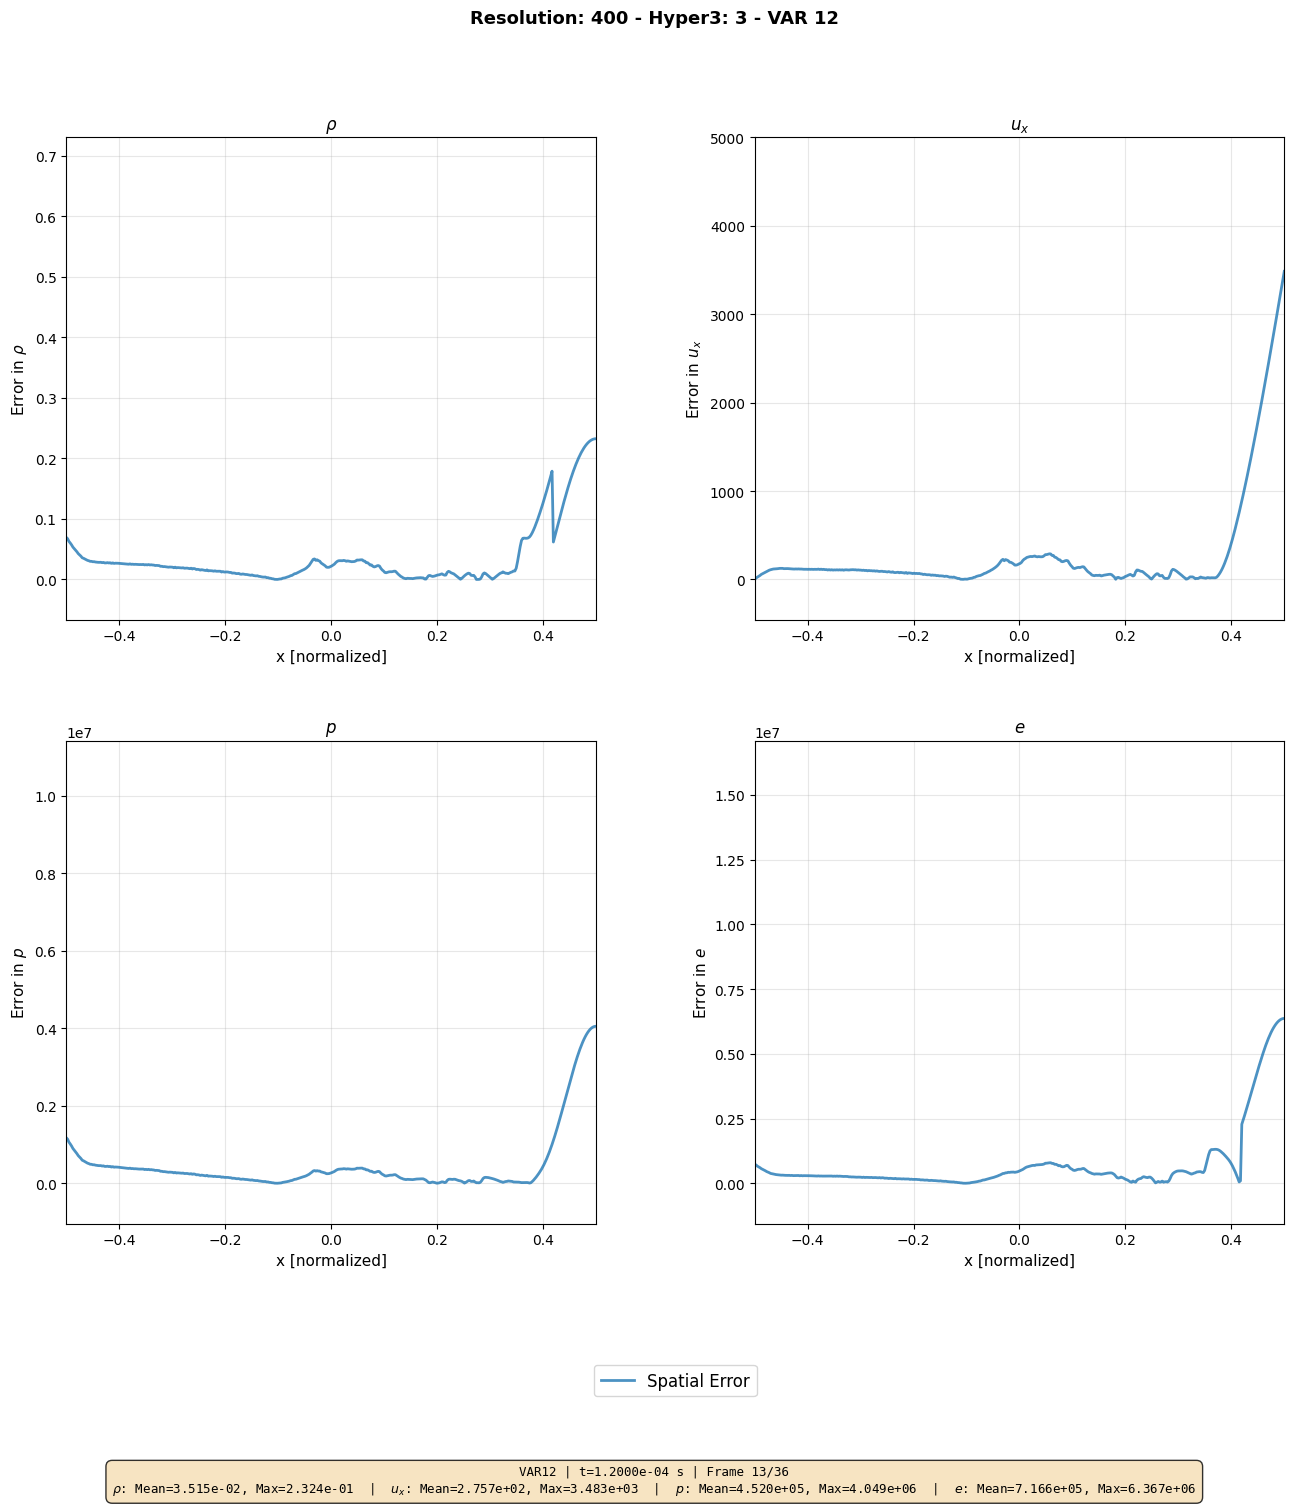 Resolution: 400 - Hyper3: 3 - VAR 12
ρ
Error in ρ
0.7
0.6
0.5
0.4
0.3
0.2
0.1
0.0
−0.4
−0.2
0.0
0.2
0.4
x [normalized]
u_x
Error in u_x
5000
4000
3000
2000
1000
0
−0.4
−0.2
0.0
0.2
0.4
x [normalized]
p
1e7
Error in p
1.0
0.8
0.6
0.4
0.2
0.0
−0.4
−0.2
0.0
0.2
0.4
x [normalized]
e
1e7
Error in e
1.50
1.25
1.00
0.75
0.50
0.25
0.00
−0.4
−0.2
0.0
0.2
0.4
x [normalized]
Spatial Error
VAR12 | t=1.2000e-04 s | Frame 13/36
ρ: Mean=3.515e-02, Max=2.324e-01 | u_x: Mean=2.757e+02, Max=3.483e+03 | p: Mean=4.520e+05, Max=4.049e+06 | e: Mean=7.166e+05, Max=6.367e+06